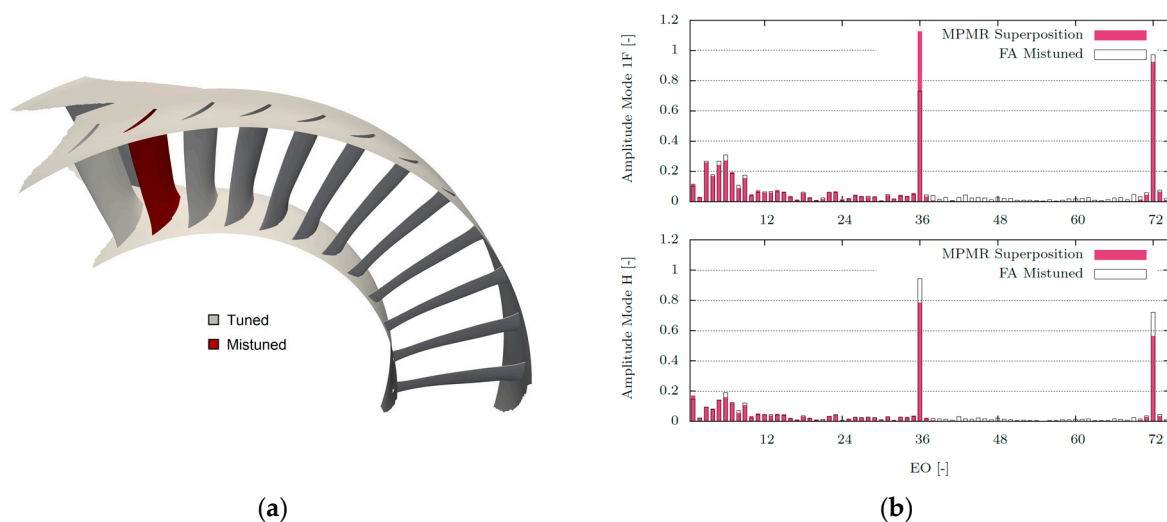 Tuned
Mistuned
(a)
Amplitude Mode 1F [-]
1.2
1
0.8
0.6
0.4
0.2
0
MPMR Superposition
FA Mistuned
12 24 36 48 60 72
Amplitude Mode H [-]
1.2
1
0.8
0.6
0.4
0.2
0
MPMR Superposition
FA Mistuned
12 24 36 48 60 72
EO [-]
(b)